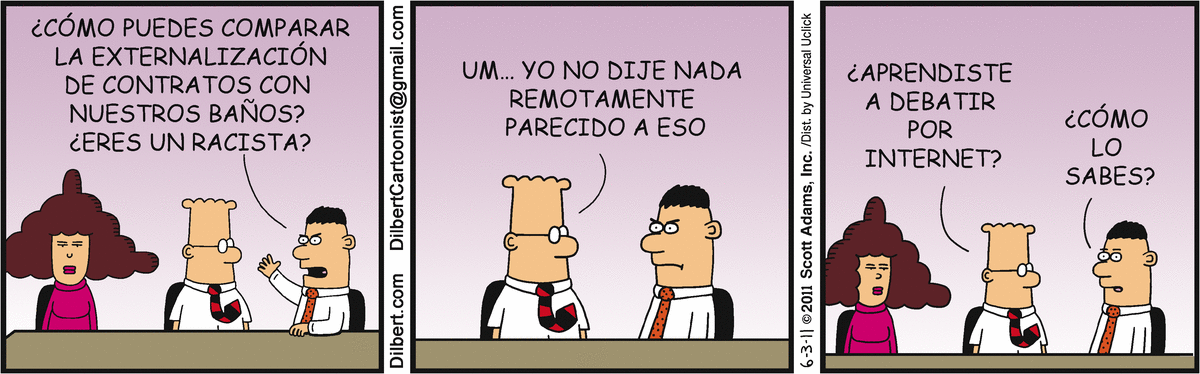 ¿CÓMO PUEDES COMPARAR
LA EXTERNALIZACIÓN
DE CONTRATOS CON
NUESTROS BAÑOS?
¿ERES UN RACISTA?
DilbertCartoonist@gmail.com
Dilbert.com
UM... YO NO DIJE NADA
REMOTAMENTE
PARECIDO A ESO
6-3-11 ©2011 Scott Adams, Inc. /Dist. by Universal Uclick
¿APRENDISTE
A DEBATIR
POR
INTERNET?
¿CÓMO
LO
SABES?